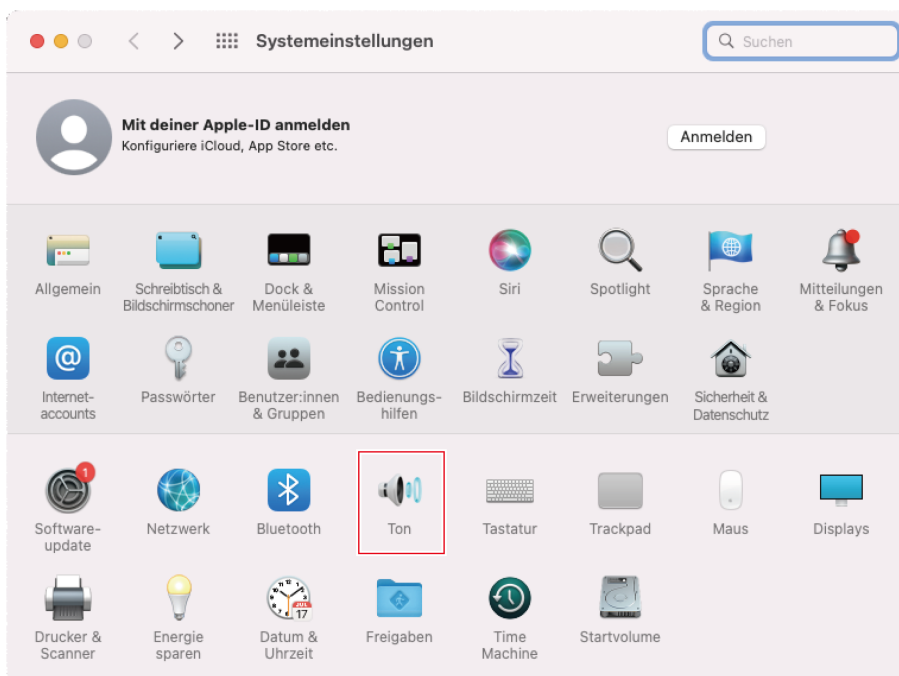 Systemeinstellungen
Suchen
Mit deiner Apple-ID anmelden
Konfiguriere iCloud, App Store etc.
Anmelden
Allgemein
Schreibtisch &
Bildschirmschoner
Dock &
Menüleiste
Mission
Control
Siri
Spotlight
Sprache
& Region
Mitteilungen
& Fokus
Internet-
accounts
Passwörter
Benutzer:innen
& Gruppen
Bedienungs-
hilfen
Bildschirmzeit
Erweiterungen
Sicherheit &
Datenschutz
1
Software-
update
Netzwerk
Bluetooth
Ton
Tastatur
Trackpad
Maus
Displays
Drucker &
Scanner
Energie
sparen
JUL
17
Datum &
Uhrzeit
Freigaben
Time
Machine
Startvolume